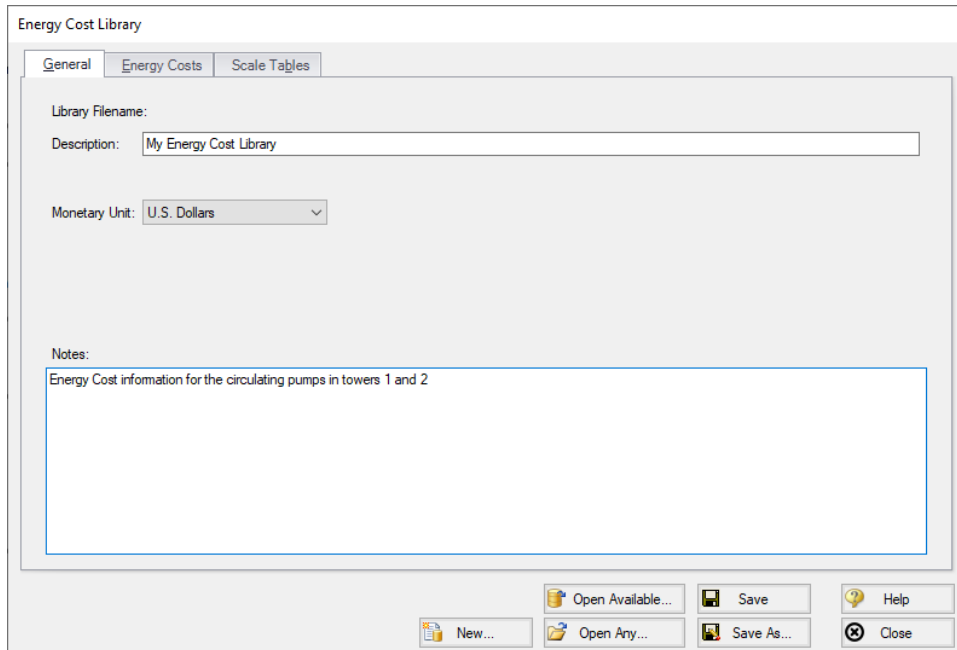 Energy Cost Library
General Energy Costs Scale Tables
Library Filename:
Description: My Energy Cost Library
Monetary Unit: U.S. Dollars
Notes:
Energy Cost information for the circulating pumps in towers 1 and 2
Open Available... Save Help
New... Open Any... Save As... Close